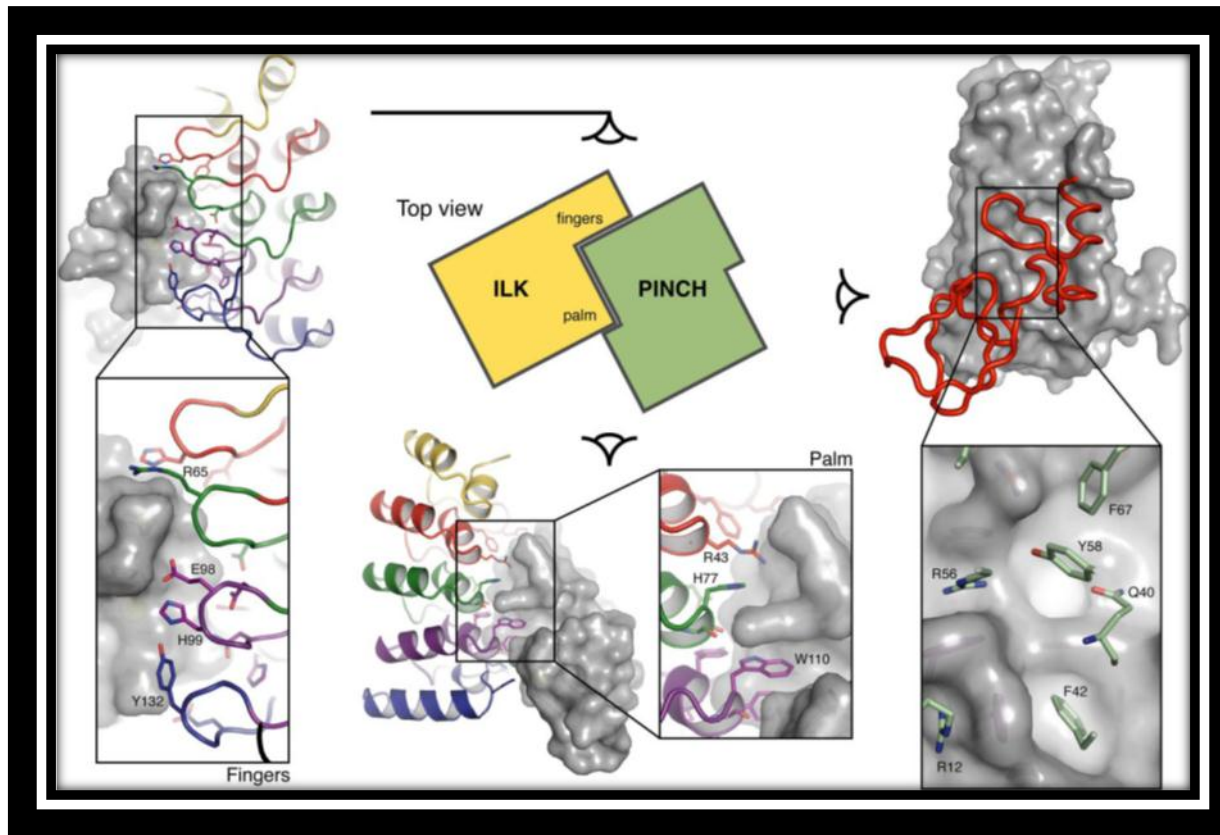 Top view
fingers
ILK
PINCH
palm
R65
E98
H99
Y132
Fingers
Palm
R43
H77
W110
F67
Y58
R56
Q40
F42
R12